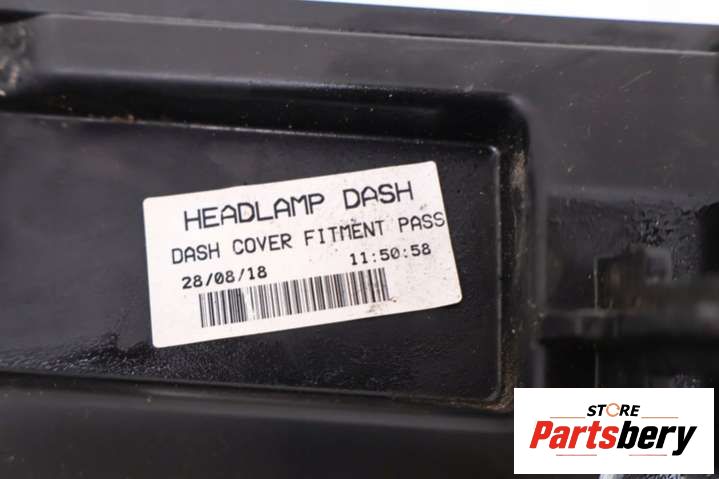 HEADLAMP DASH
DASH COVER FITMENT PASS
28/08/18 11:50:58
STORE
Partsbery